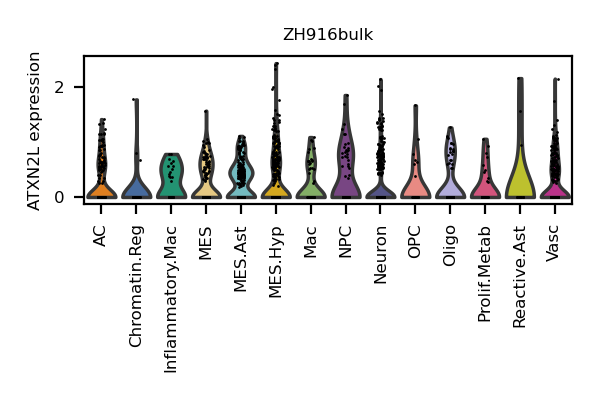 ZH916bulk
ATXN2L expression
2
0
AC
Chromatin.Reg
Inflammatory.Mac
MES
MES.Ast
MES.Hyp
Mac
NPC
Neuron
OPC
Oligo
Prolif.Metab
Reactive.Ast
Vasc